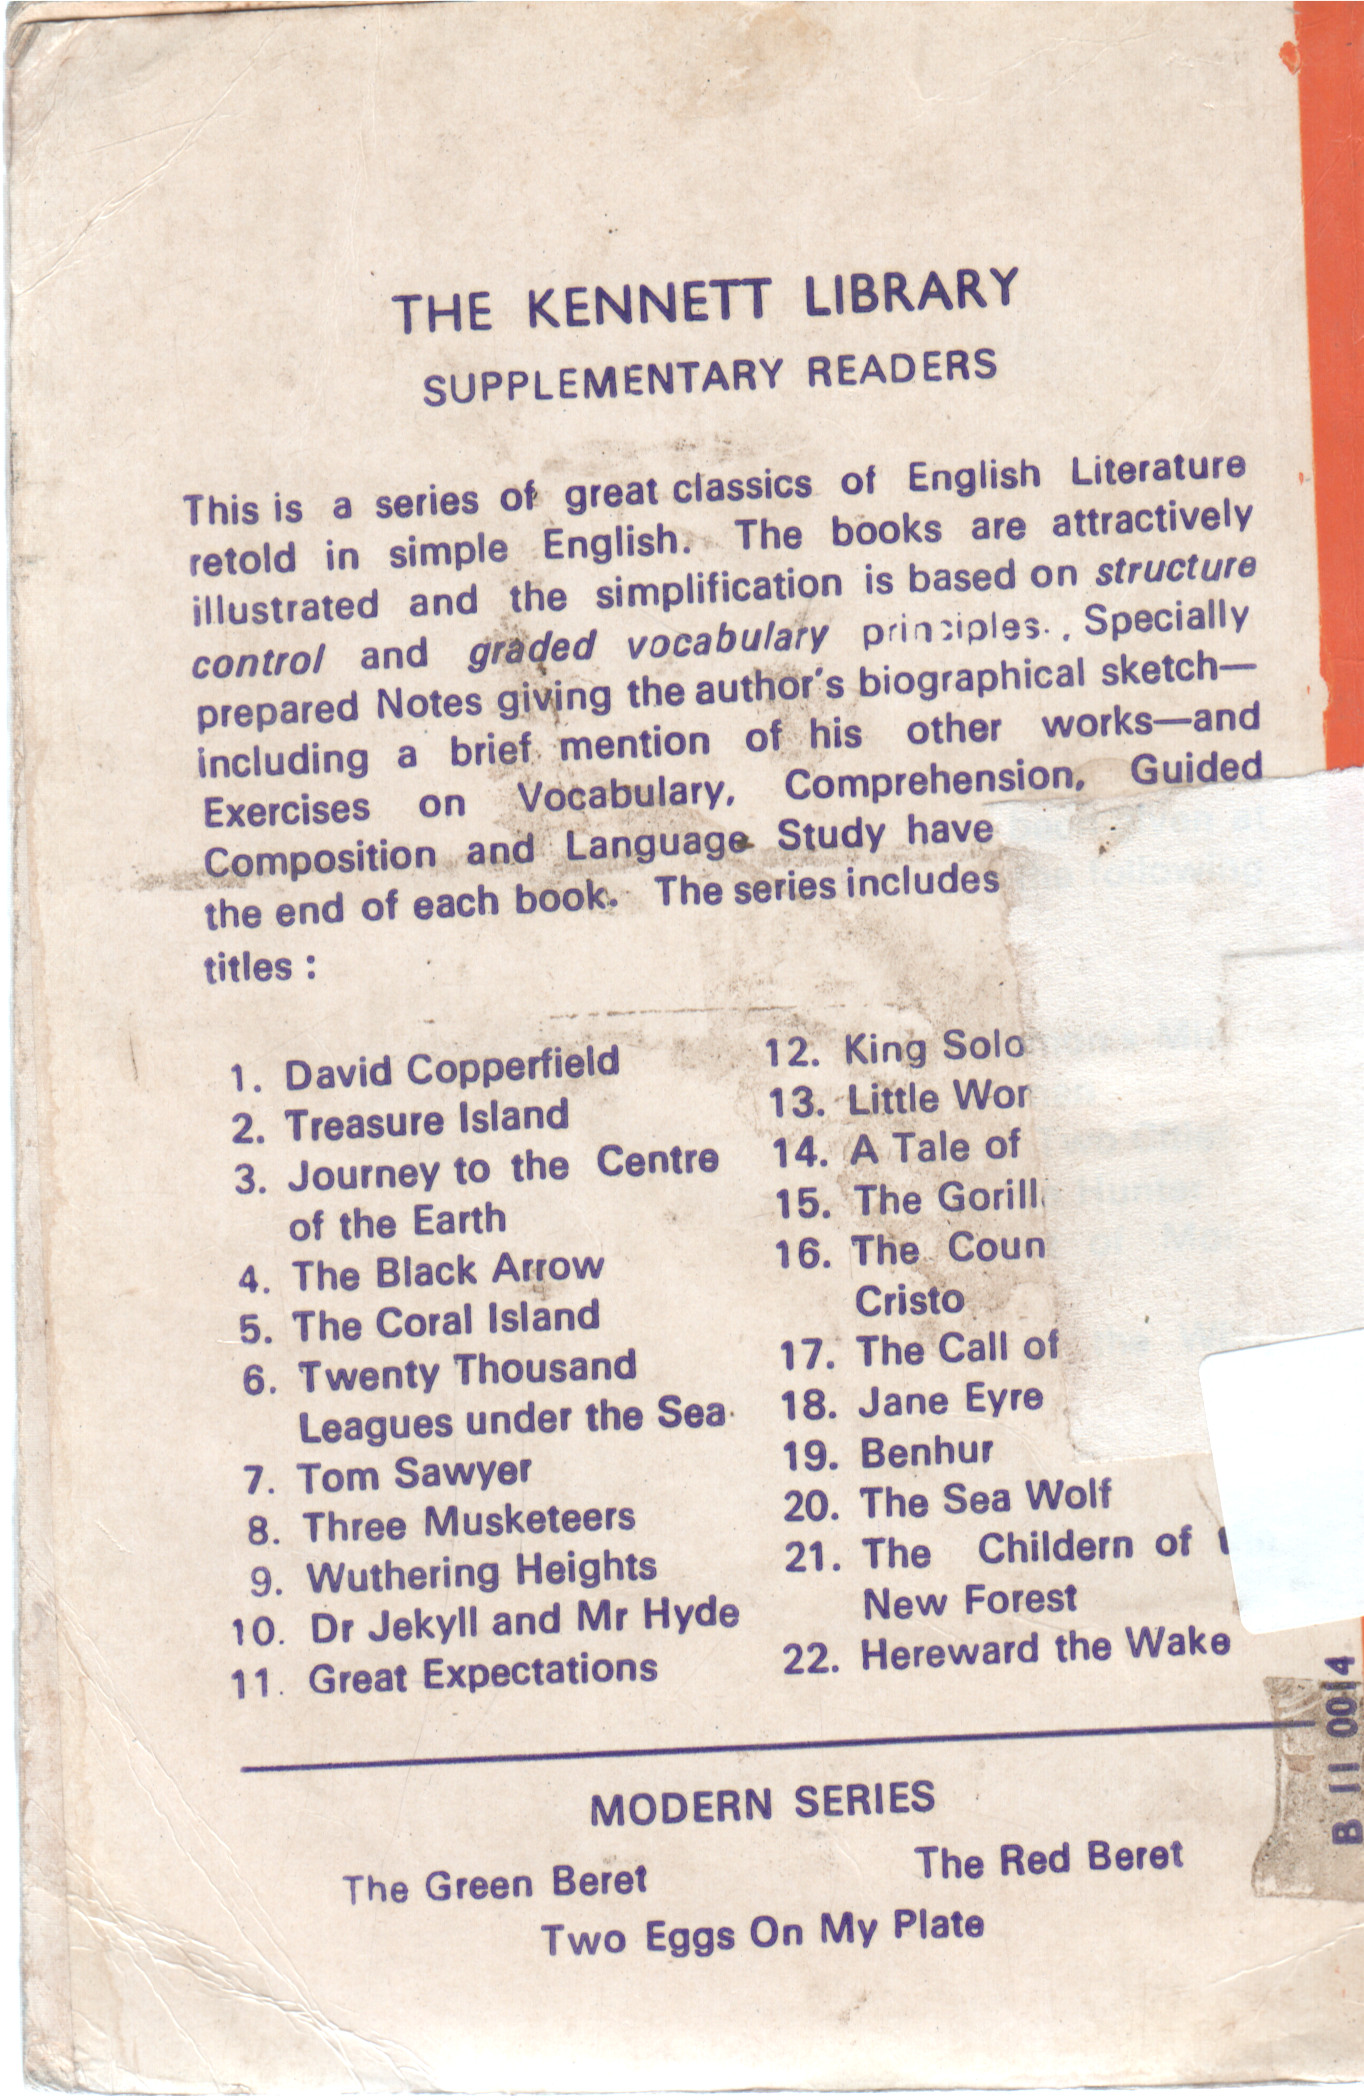 THE KENNETT LIBRARY
SUPPLEMENTARY READERS
This is a series of great classics of English Literature
retold in simple English. The books are attractively
illustrated and the simplification is based on structure
control and graded vocabulary principles. Specially
prepared Notes giving the author's biographical sketch—
including a brief mention of his other works—and
Exercises on Vocabulary, Comprehension, Guided
Composition and Language Study have
the end of each book. The series includes
titles :
1. David Copperfield
2. Treasure Island
3. Journey to the Centre
of the Earth
4. The Black Arrow
5. The Coral Island
6. Twenty Thousand
Leagues under the Sea
7. Tom Sawyer
8. Three Musketeers
9. Wuthering Heights
10. Dr Jekyll and Mr Hyde
11. Great Expectations
12. King Solo
13. Little Wo
14. A Tale of
15. The Gorill
16. The Coun
Cristo
17. The Call of
18. Jane Eyre
19. Benhur
20. The Sea Wolf
21. The Childern of t
New Forest
22. Hereward the Wake
MODERN SERIES
The Green Beret The Red Beret
Two Eggs On My Plate
B 11 0014